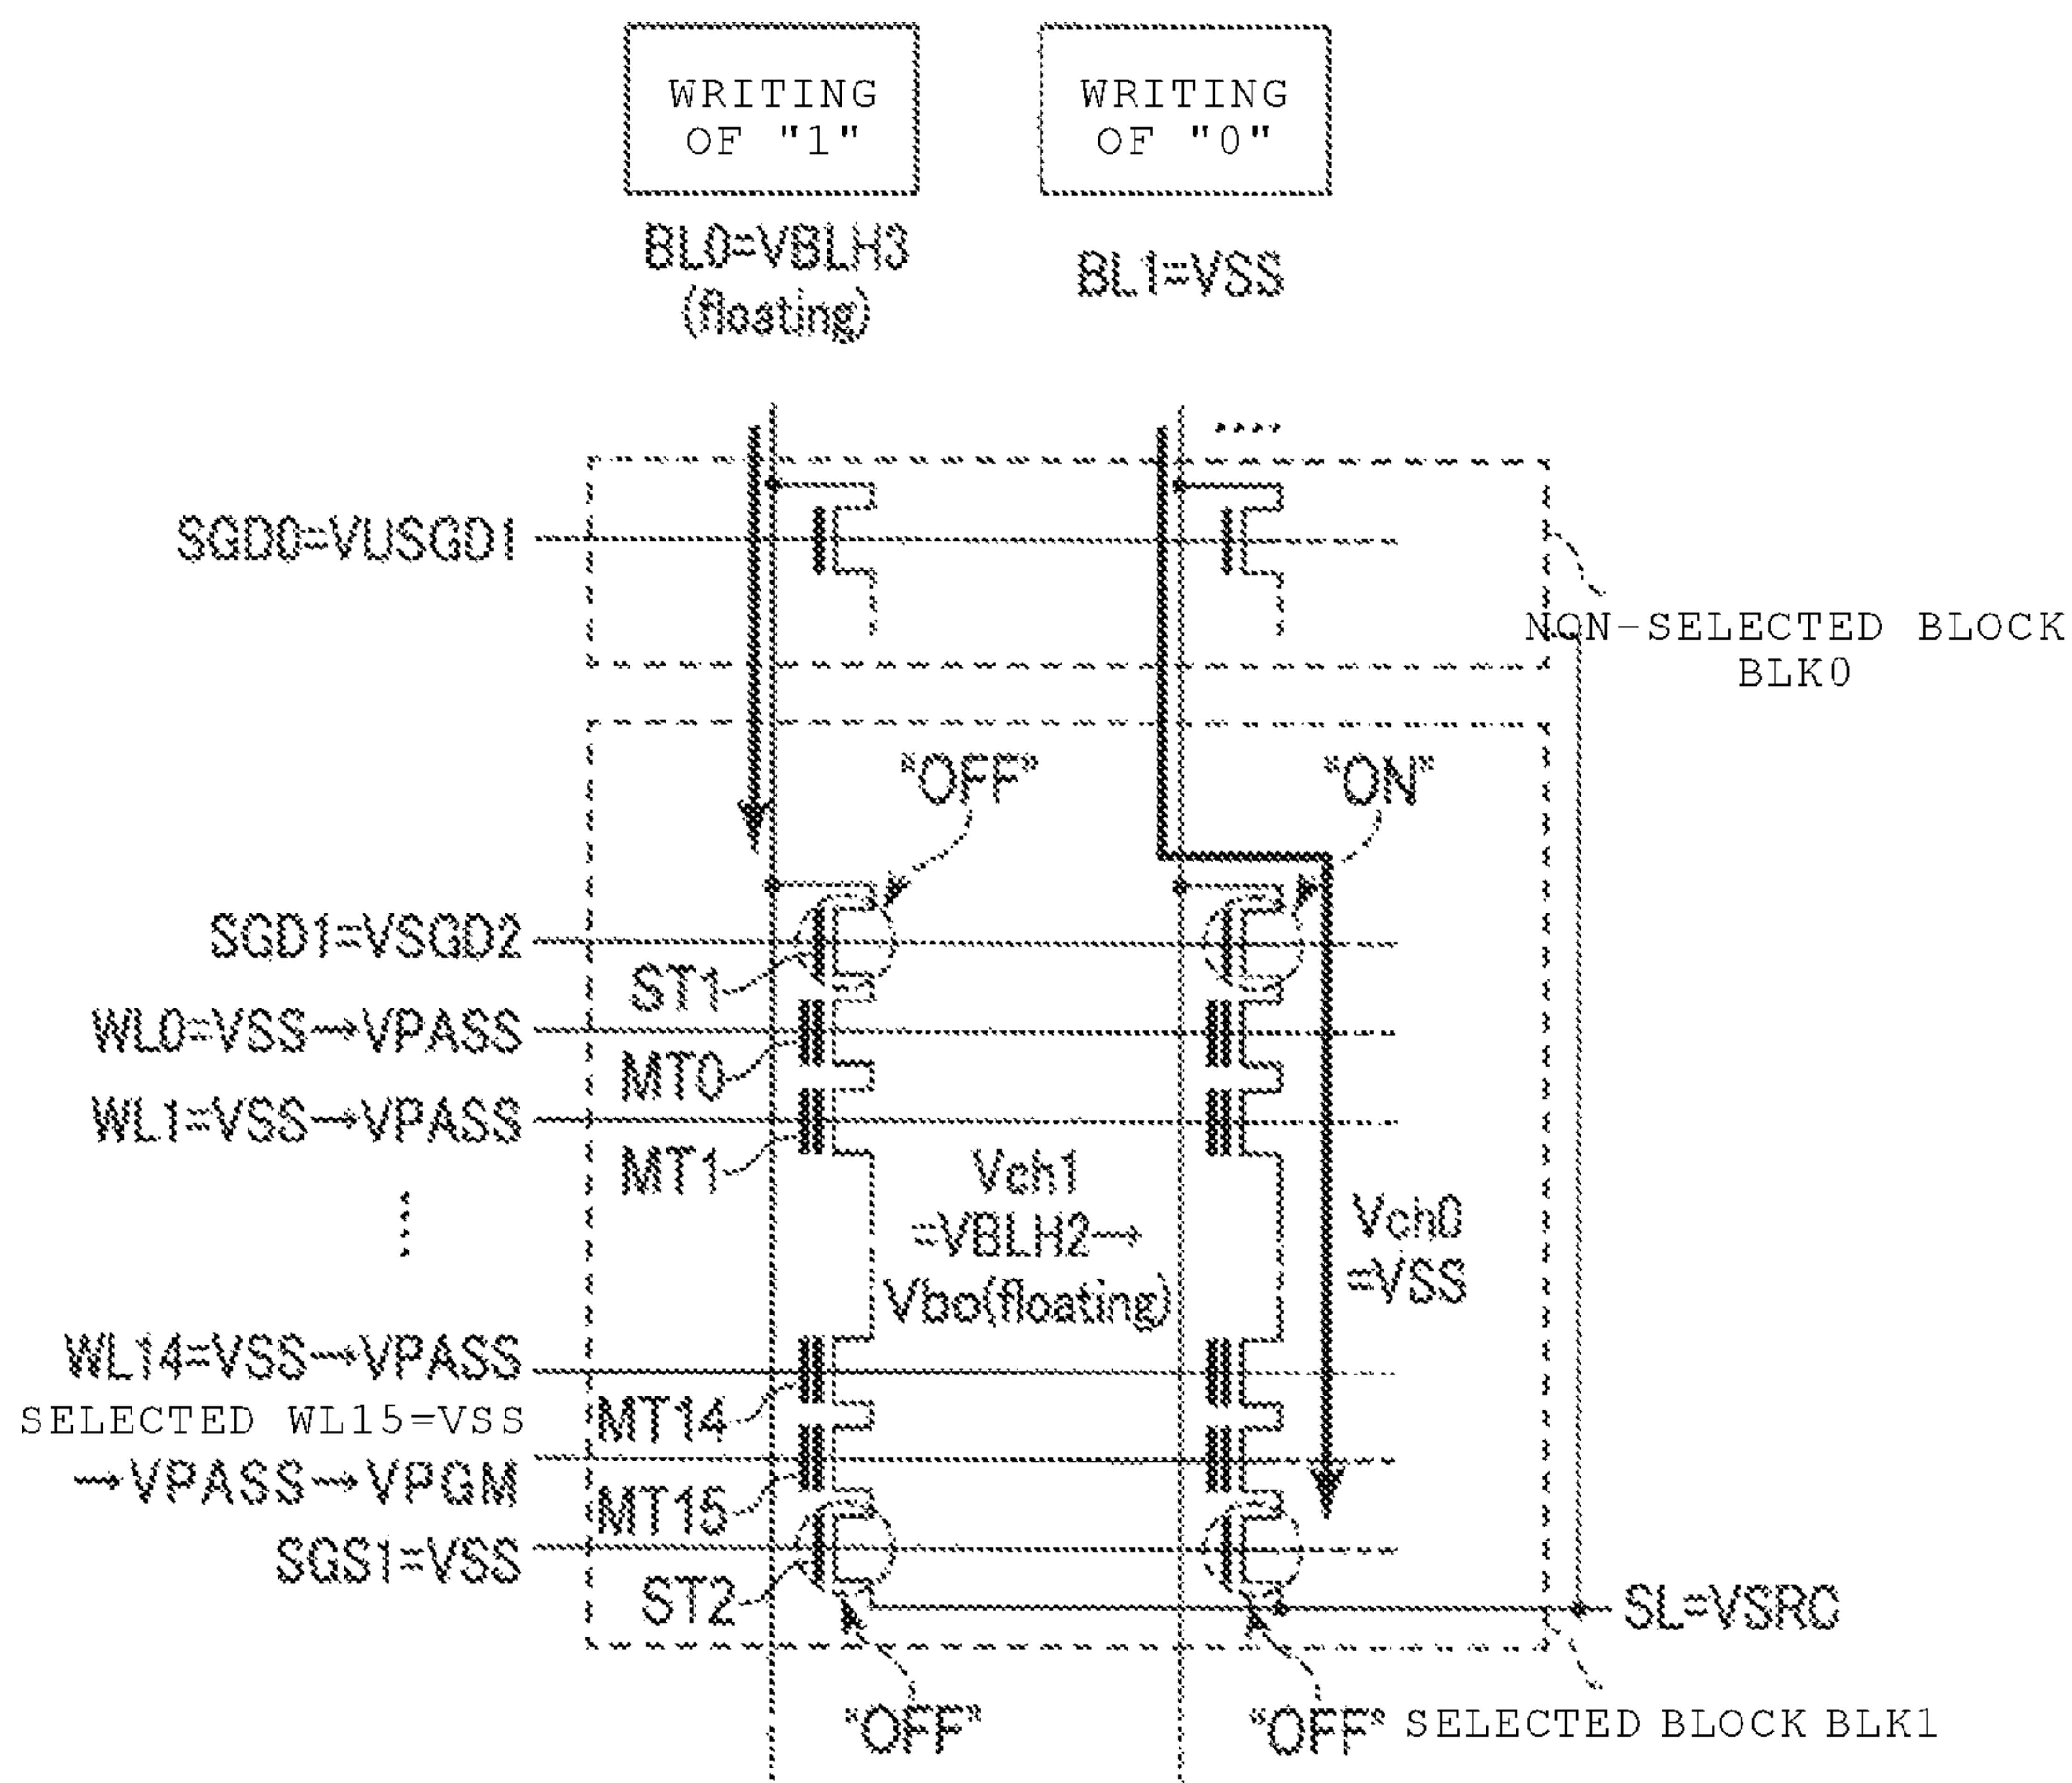 WRITING
OF "1"
WRITING
OF "0"
BL0=VBLH3
(floating)
BL1=VSS
SGD0=VUSGD1
NON-SELECTED BLOCK
BLK0
"OFF"
"ON"
SGD1=VSGD2
ST1
WL0=VSS→VPASS
MT0
WL1=VSS→VPASS
MT1
Vch1
=VBLH2→
Vbo(floating)
Vch0
=VSS
WL14=VSS→VPASS
MT14
SELECTED WL15=VSS
→VPASS→VPGM
MT15
SGS1=VSS
ST2
SL=VSRC
"OFF"
"OFF"
SELECTED BLOCK BLK1